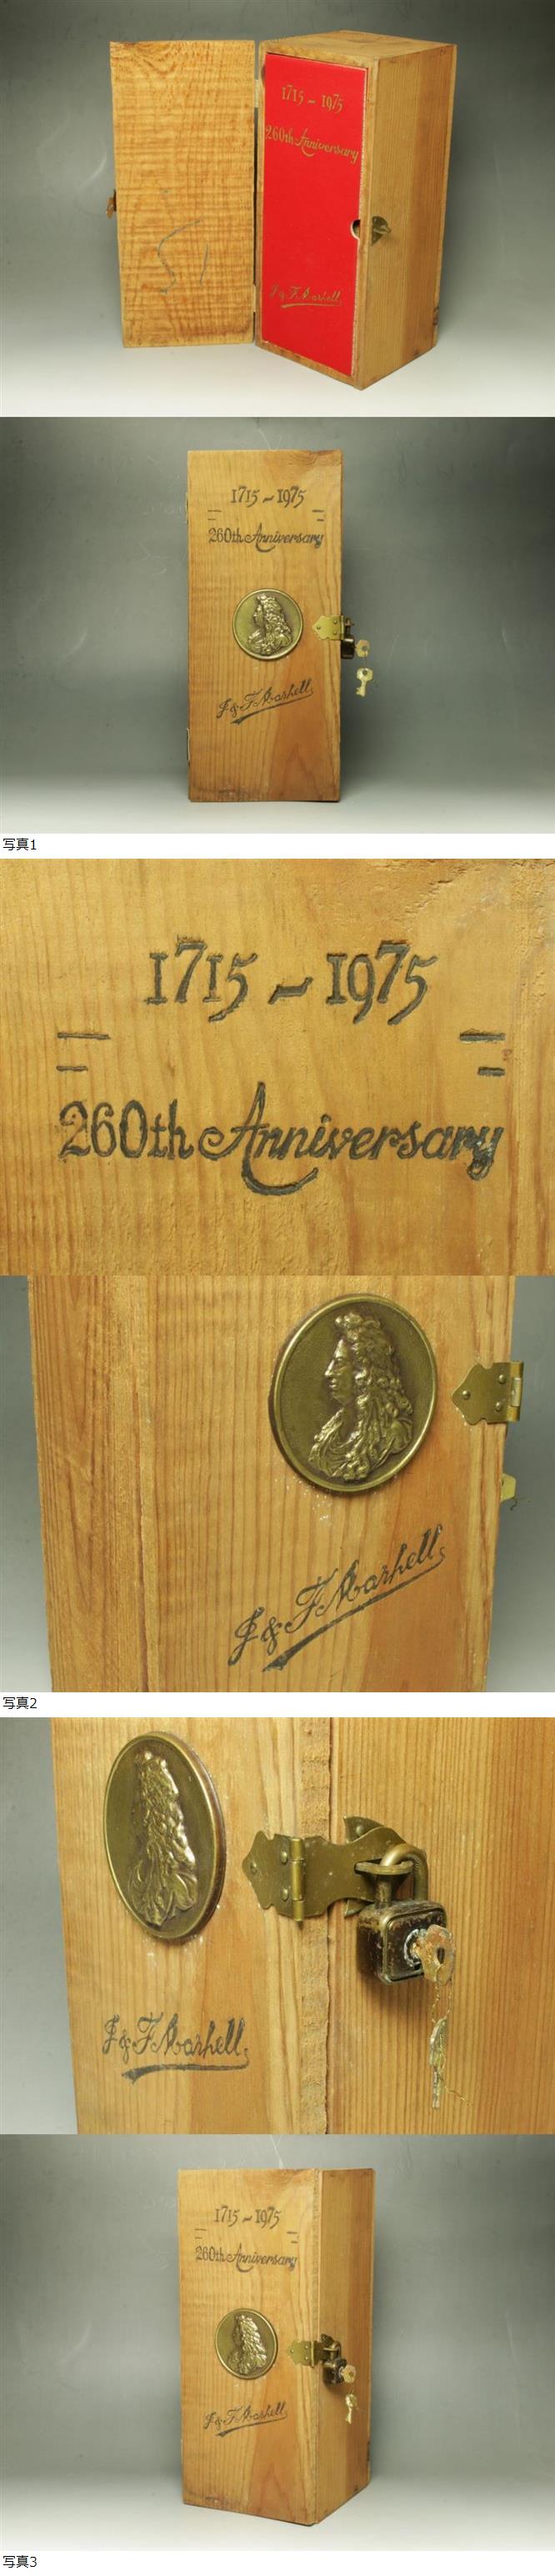 1715 - 1975
260th Anniversary
J & F Martell
1715 ~ 1975
260th Anniversary
J & F Martell
写真1
1715 ~ 1975
260th Anniversary
J & F Martell
写真2
J & F Martell
1715 ~ 1975
260th Anniversary
J & F Martell
写真3